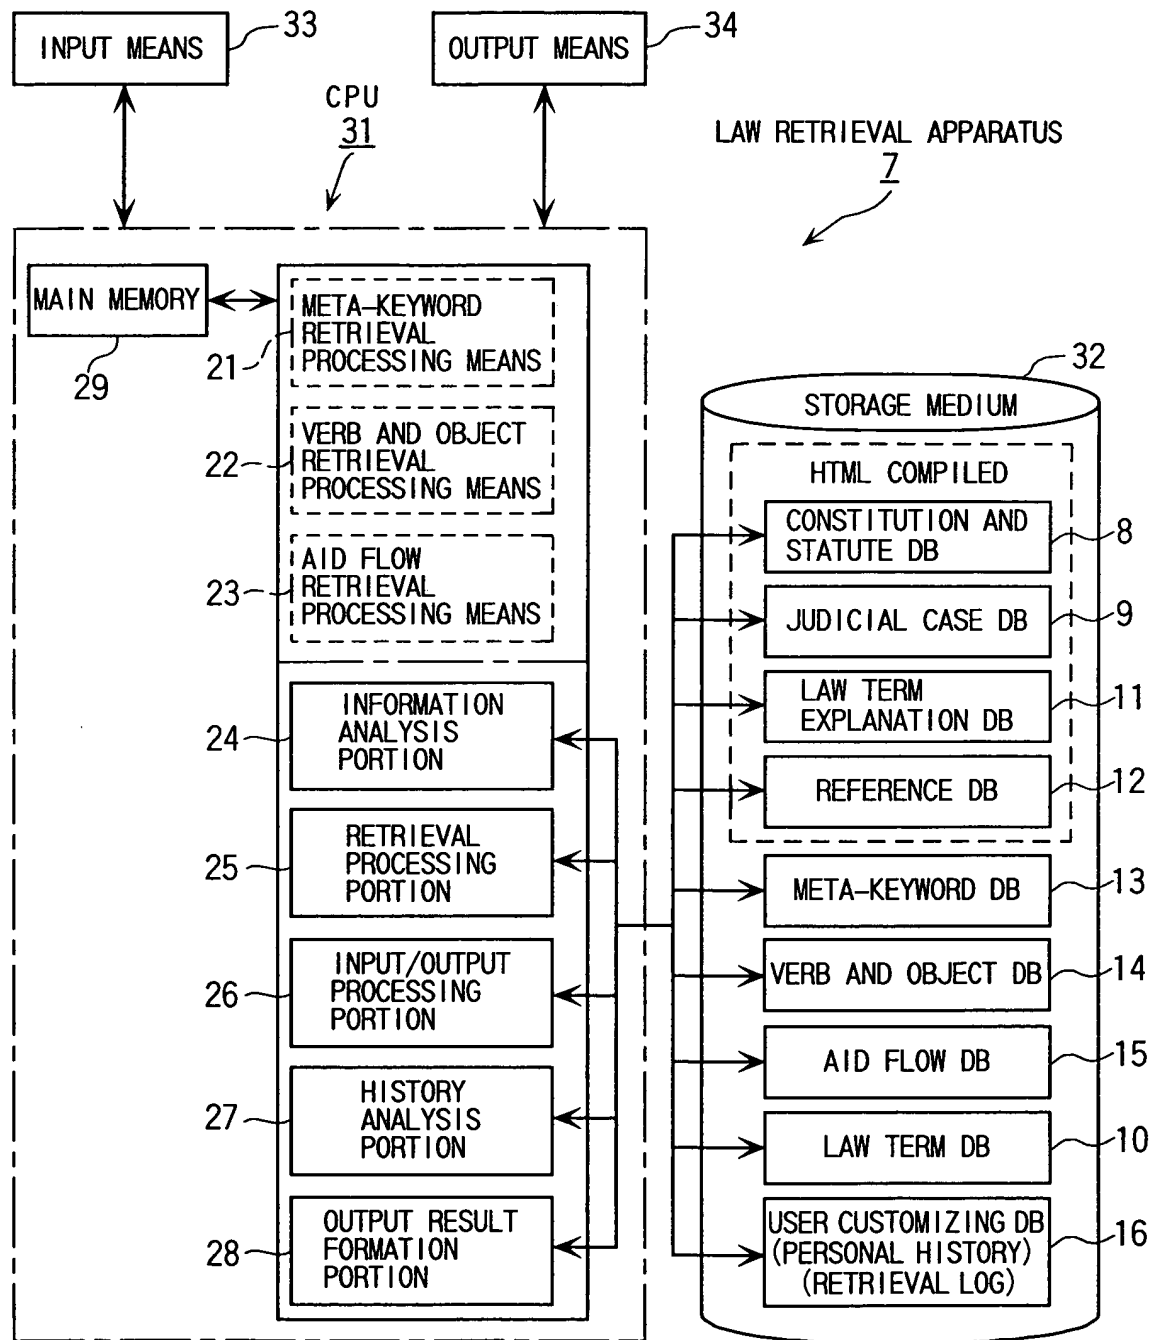 INPUT MEANS
33
OUTPUT MEANS
34
CPU
31
LAW RETRIEVAL APPARATUS
7
MAIN MEMORY
29
META-KEYWORD
RETRIEVAL
PROCESSING MEANS
21
VERB AND OBJECT
RETRIEVAL
PROCESSING MEANS
22
AID FLOW
RETRIEVAL
PROCESSING MEANS
23
INFORMATION
ANALYSIS
PORTION
24
RETRIEVAL
PROCESSING
PORTION
25
INPUT/OUTPUT
PROCESSING
PORTION
26
HISTORY
ANALYSIS
PORTION
27
OUTPUT RESULT
FORMATION
PORTION
28
32
STORAGE MEDIUM
HTML COMPILED
CONSTITUTION AND
STATUTE DB
8
JUDICIAL CASE DB
9
LAW TERM
EXPLANATION DB
11
REFERENCE DB
12
META-KEYWORD DB
13
VERB AND OBJECT DB
14
AID FLOW DB
15
LAW TERM DB
10
USER CUSTOMIZING DB
(PERSONAL HISTORY)
(RETRIEVAL LOG)
16